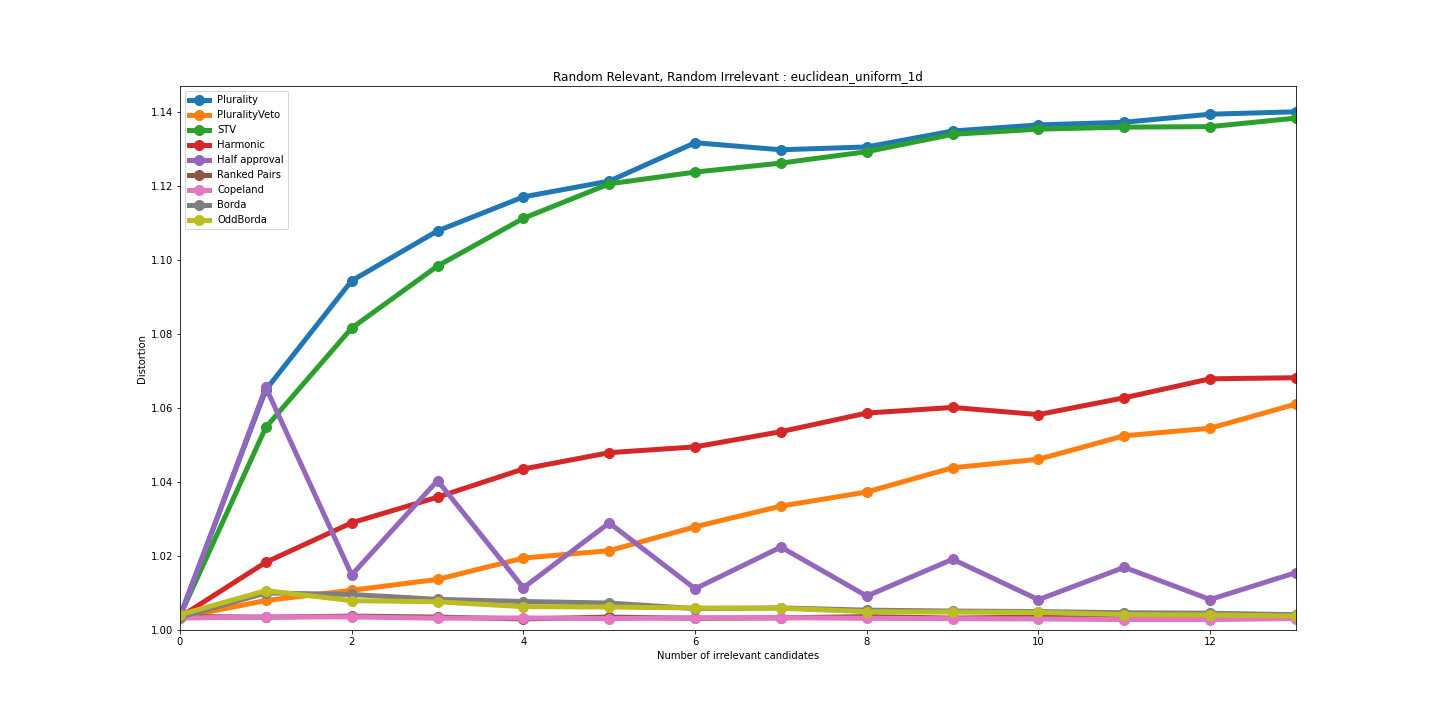 Random Relevant, Random Irrelevant : euclidean_uniform_1d
Plurality
PluralityVeto
STV
Harmonic
Half approval
Ranked Pairs
Copeland
Borda
OddBorda
Distortion
1.14
1.12
1.10
1.08
1.06
1.04
1.02
1.00
0 2 4 6 8 10 12
Number of irrelevant candidates